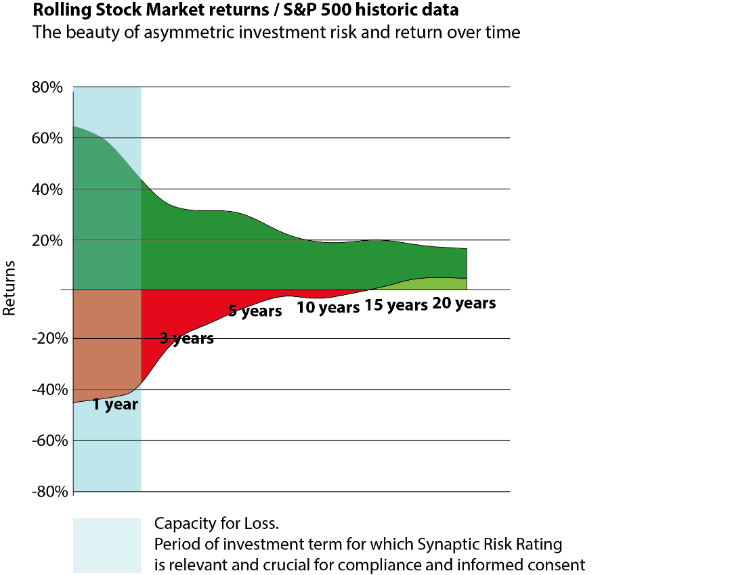 Rolling Stock Market returns / S&P 500 historic data
The beauty of asymmetric investment risk and return over time
80%
60%
40%
20%
Returns
5 years
10 years
15 years
20 years
-20%
3 years
-40%
1 year
-60%
-80%
Capacity for Loss.
Period of investment term for which Synaptic Risk Rating
is relevant and crucial for compliance and informed consent